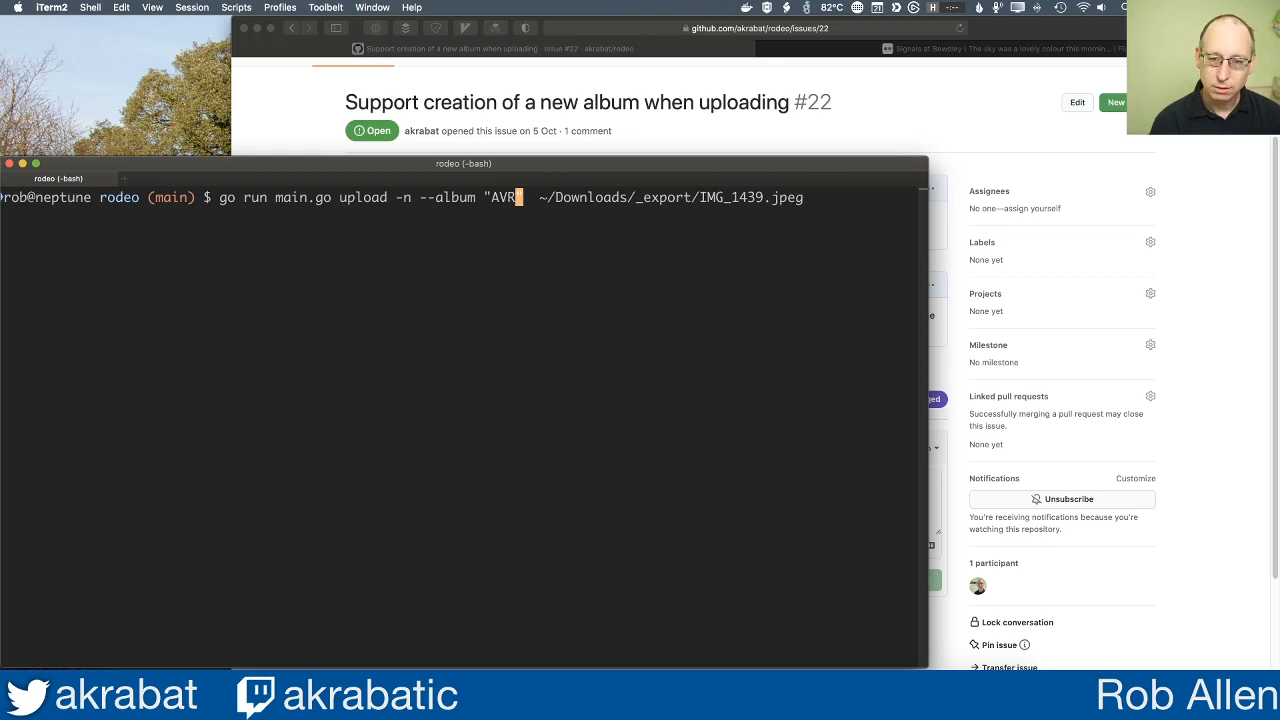 iTerm2 Shell Edit View Session Scripts Profiles Toolbelt Window Help 82°C
github.com/akrabat/rodeo/issues/22
Support creation of a new album when uploading · Issue #22 · akrabat/rodeo
Signals at Bewdley | The sky was a lovely colour this mornin... | Fl
Support creation of a new album when uploading #22
Edit
New
Open
akrabat opened this issue on 5 Oct · 1 comment
rodeo (-bash)
rodeo (-bash)
rob@neptune rodeo (main) $ go run main.go upload -n --album "AVR" ~/Downloads/_export/IMG_1439.jpeg
Assignees
No one—assign yourself
Labels
None yet
Projects
None yet
Milestone
No milestone
Linked pull requests
Successfully merging a pull request may close
this issue.
None yet
Notifications
Customize
Unsubscribe
You're receiving notifications because you're
watching this repository.
1 participant
Lock conversation
Pin issue
Transfer issue
akrabat
akrabatic
Rob Allen